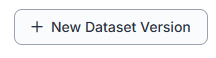 + New Dataset Version